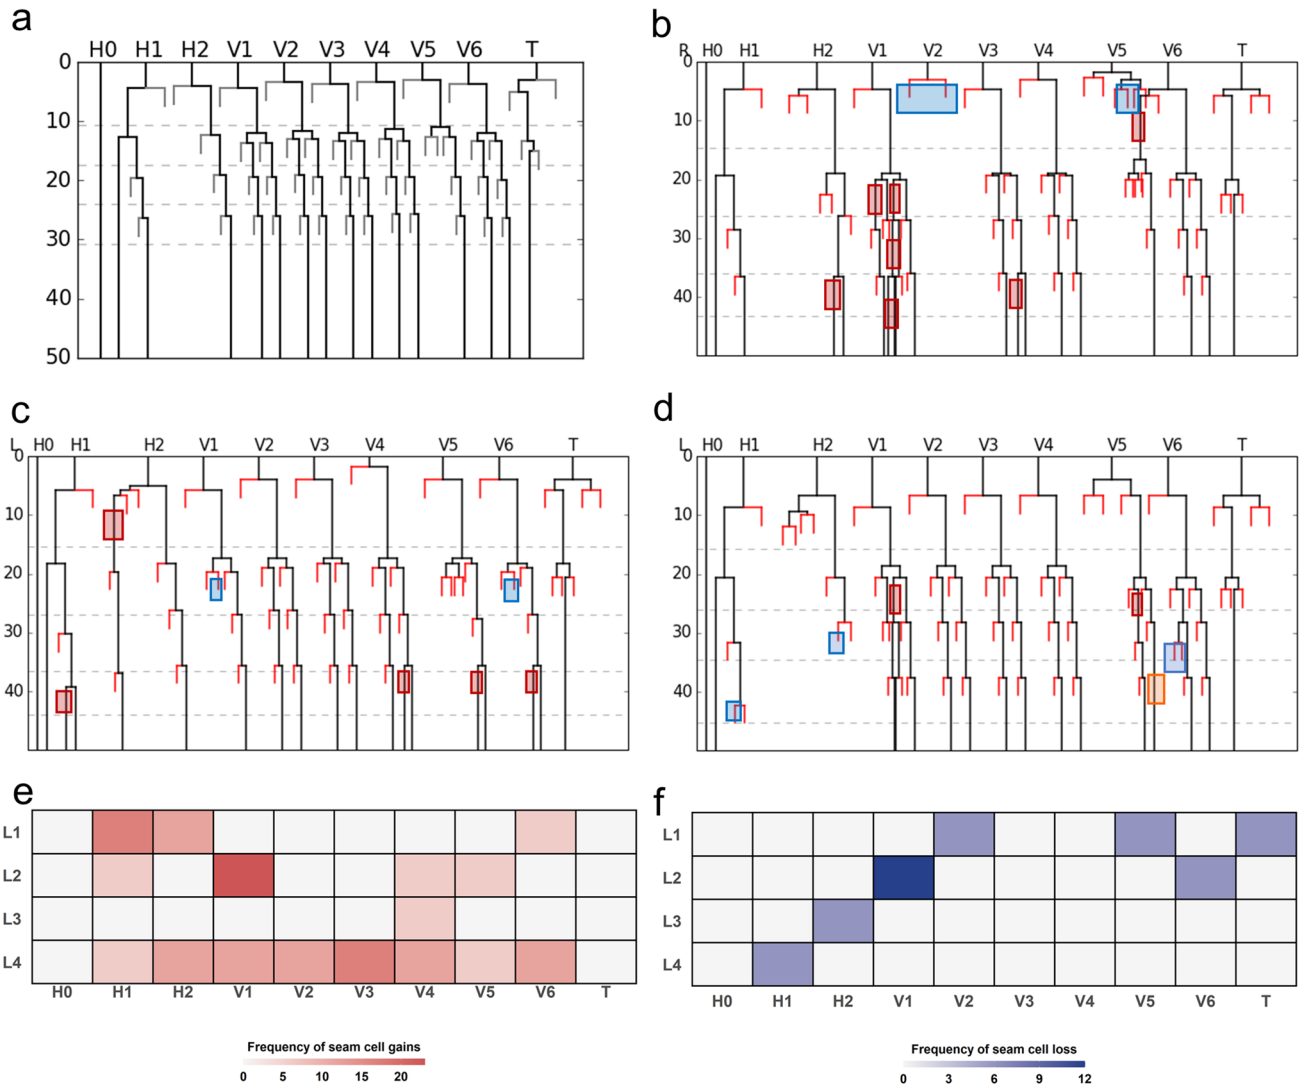 a
H0 H1 H2 V1 V2 V3 V4 V5 V6 T
0
10
20
30
40
50
b
R H0 H1 H2 V1 V2 V3 V4 V5 V6 T
0
10
20
30
40
c
L H0 H1 H2 V1 V2 V3 V4 V5 V6 T
0
10
20
30
40
d
L H0 H1 H2 V1 V2 V3 V4 V5 V6 T
0
10
20
30
40
e
L1
L2
L3
L4
H0 H1 H2 V1 V2 V3 V4 V5 V6 T
Frequency of seam cell gains
0 5 10 15 20
f
L1
L2
L3
L4
H0 H1 H2 V1 V2 V3 V4 V5 V6 T
Frequency of seam cell loss
0 3 6 9 12